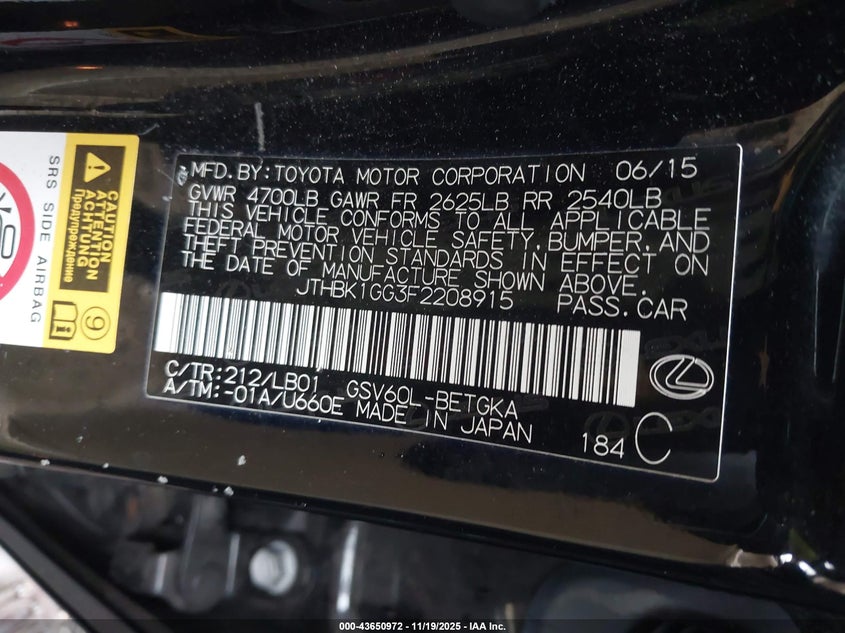 MFD.BY:TOYOTA MOTOR CORPORATION 06/15
GVWR 4700LB GAWR FR 2625LB RR 2540LB
THIS VEHICLE CONFORMS TO ALL APPLICABLE
FEDERAL MOTOR VEHICLE SAFETY, BUMPER, AND
THEFT PREVENTION STANDARDS IN EFFECT ON
THE DATE OF MANUFACTURE SHOWN ABOVE.
JTHBK1GG3F2208915 PASS.CAR
C/TR:212/LB01 GSV60L-BETGKA
A/TM:-01A/U660E MADE IN JAPAN
184 C
SRS SIDE AIRBAG
CAUTION
ATTENTION
ACHTUNG
Предупреждение
9
000-43650972 - 11/19/2025 - IAA Inc.